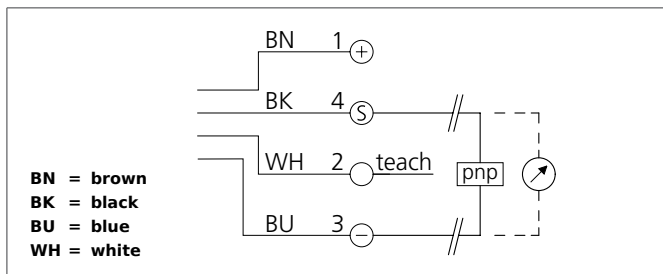 BN 1 +
BK 4 S
WH 2 teach
pnp
BU 3 −
BN = brown
BK = black
BU = blue
WH = white